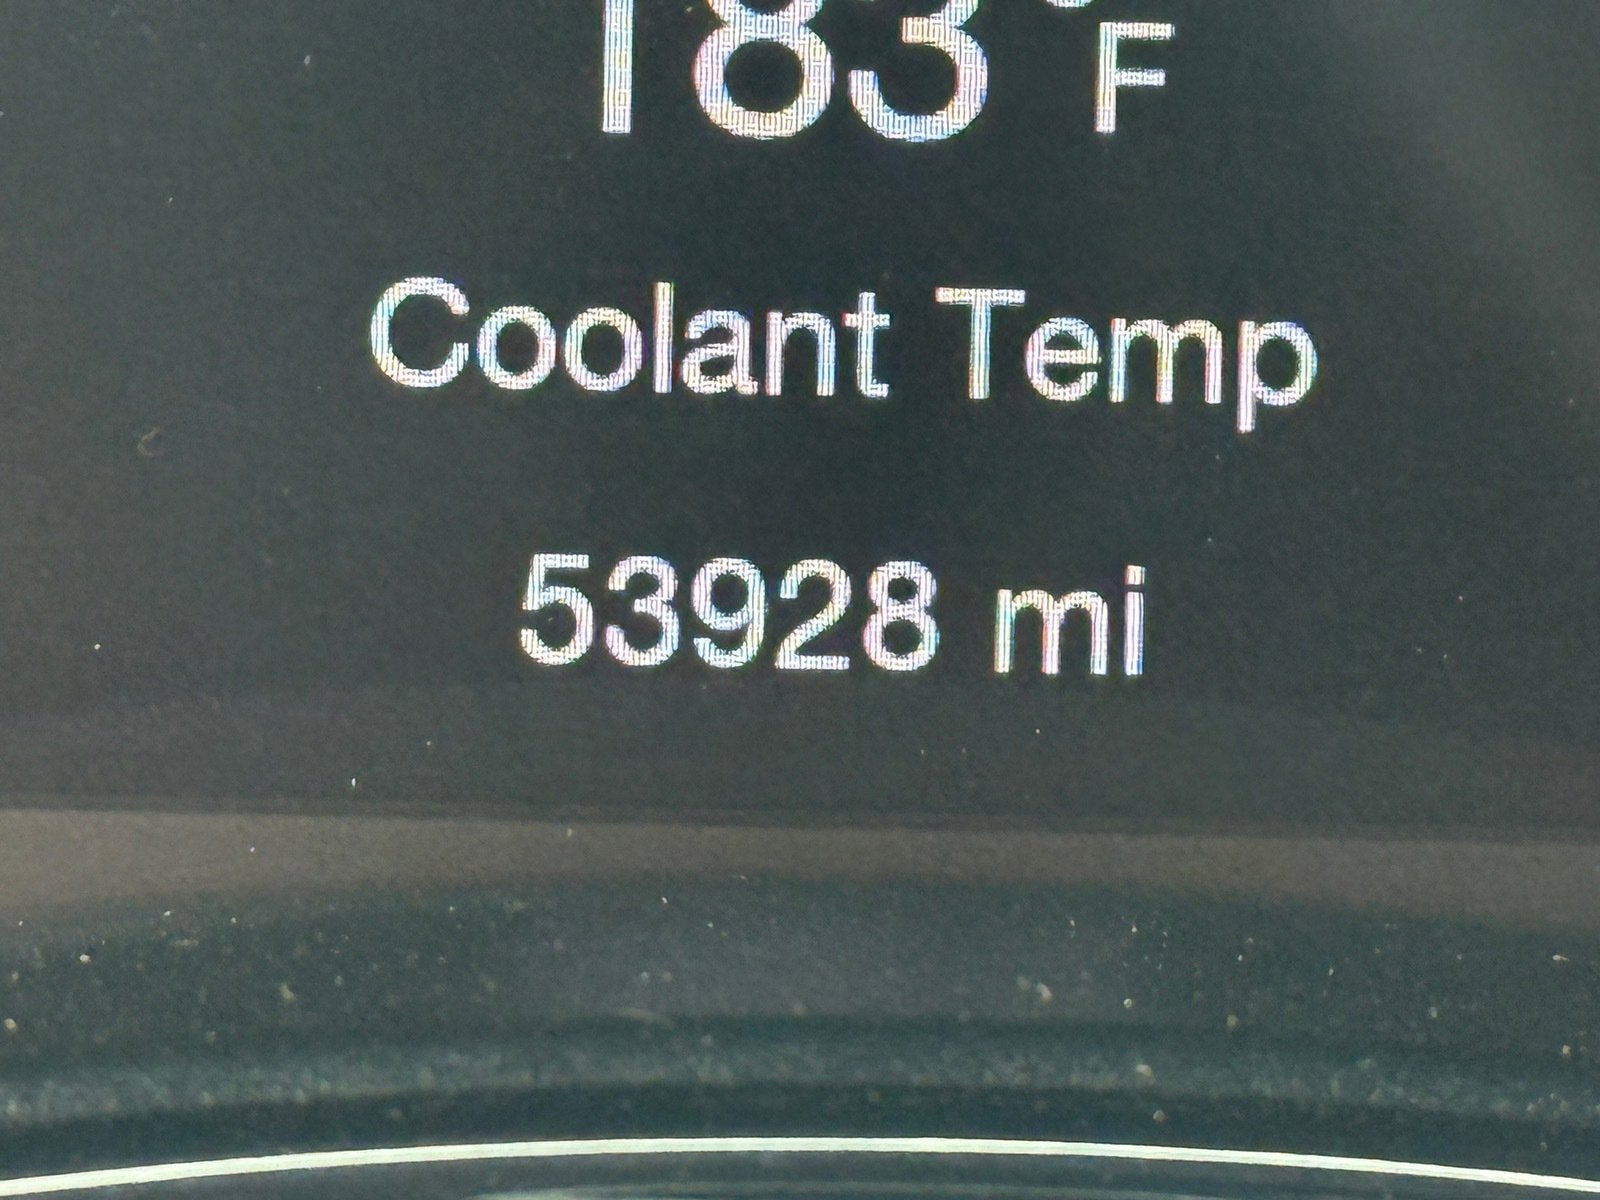 183 °F
Coolant Temp
53928 mi